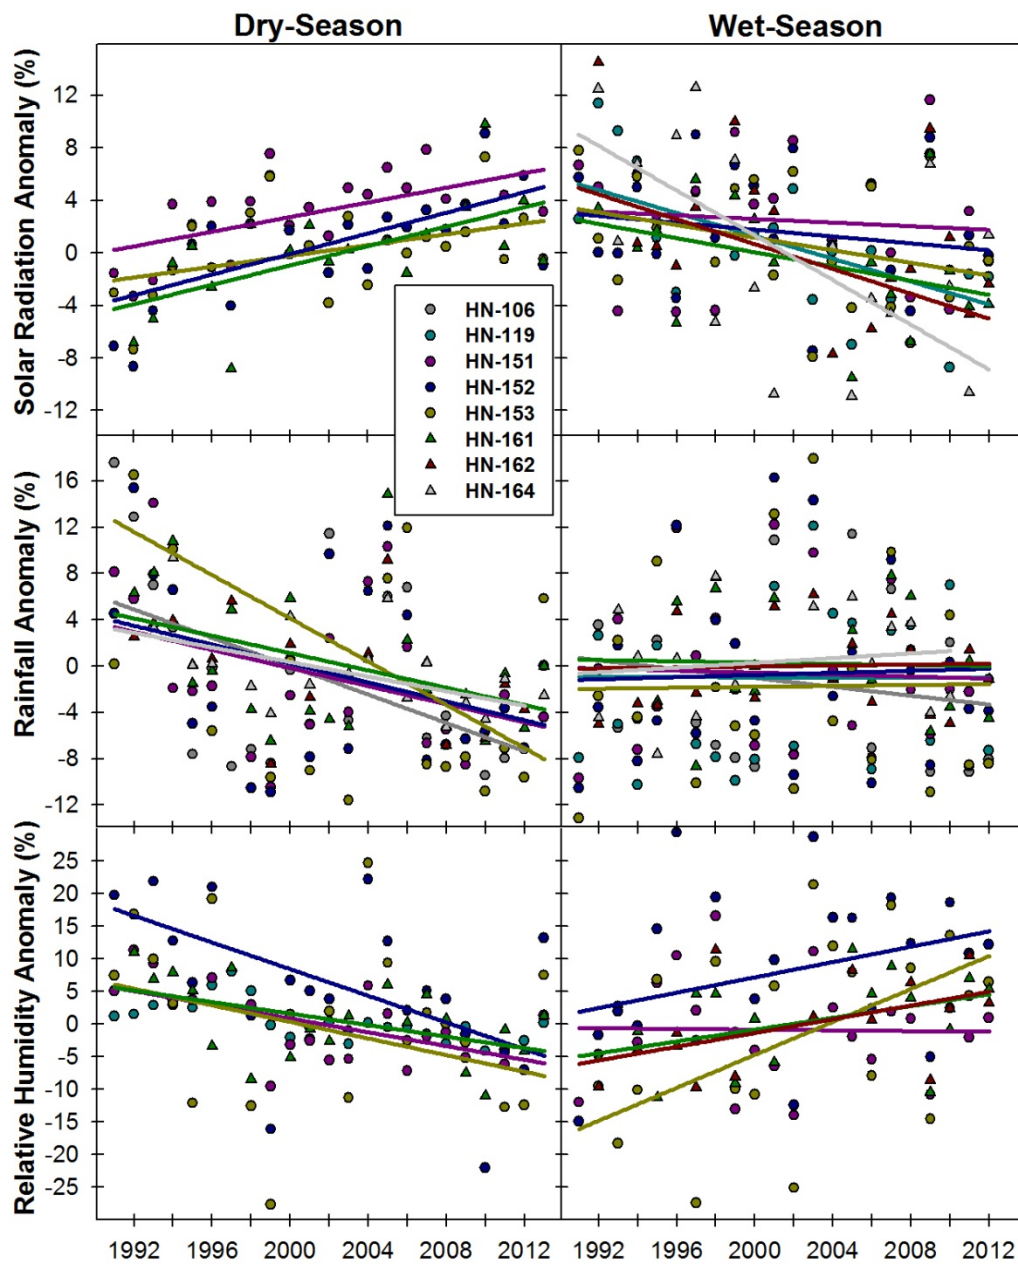 Dry-Season
Wet-Season
Solar Radiation Anomaly (%)
12
8
4
0
-4
-8
-12
HN-106
HN-119
HN-151
HN-152
HN-153
HN-161
HN-162
HN-164
Rainfall Anomaly (%)
16
12
8
4
0
-4
-8
-12
Relative Humidity Anomaly (%)
25
20
15
10
5
0
-5
-10
-15
-20
-25
1992 1996 2000 2004 2008 2012
1992 1996 2000 2004 2008 2012